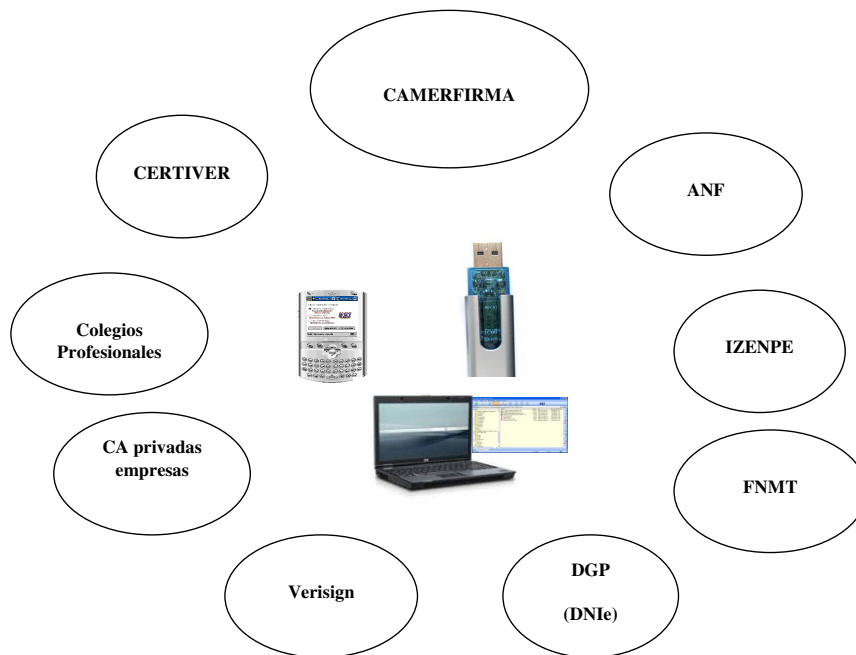 CAMERFIRMA
CERTIVER
ANF
Colegios
Profesionales
IZENPE
CA privadas
empresas
FNMT
Verisign
DGP
(DNIe)